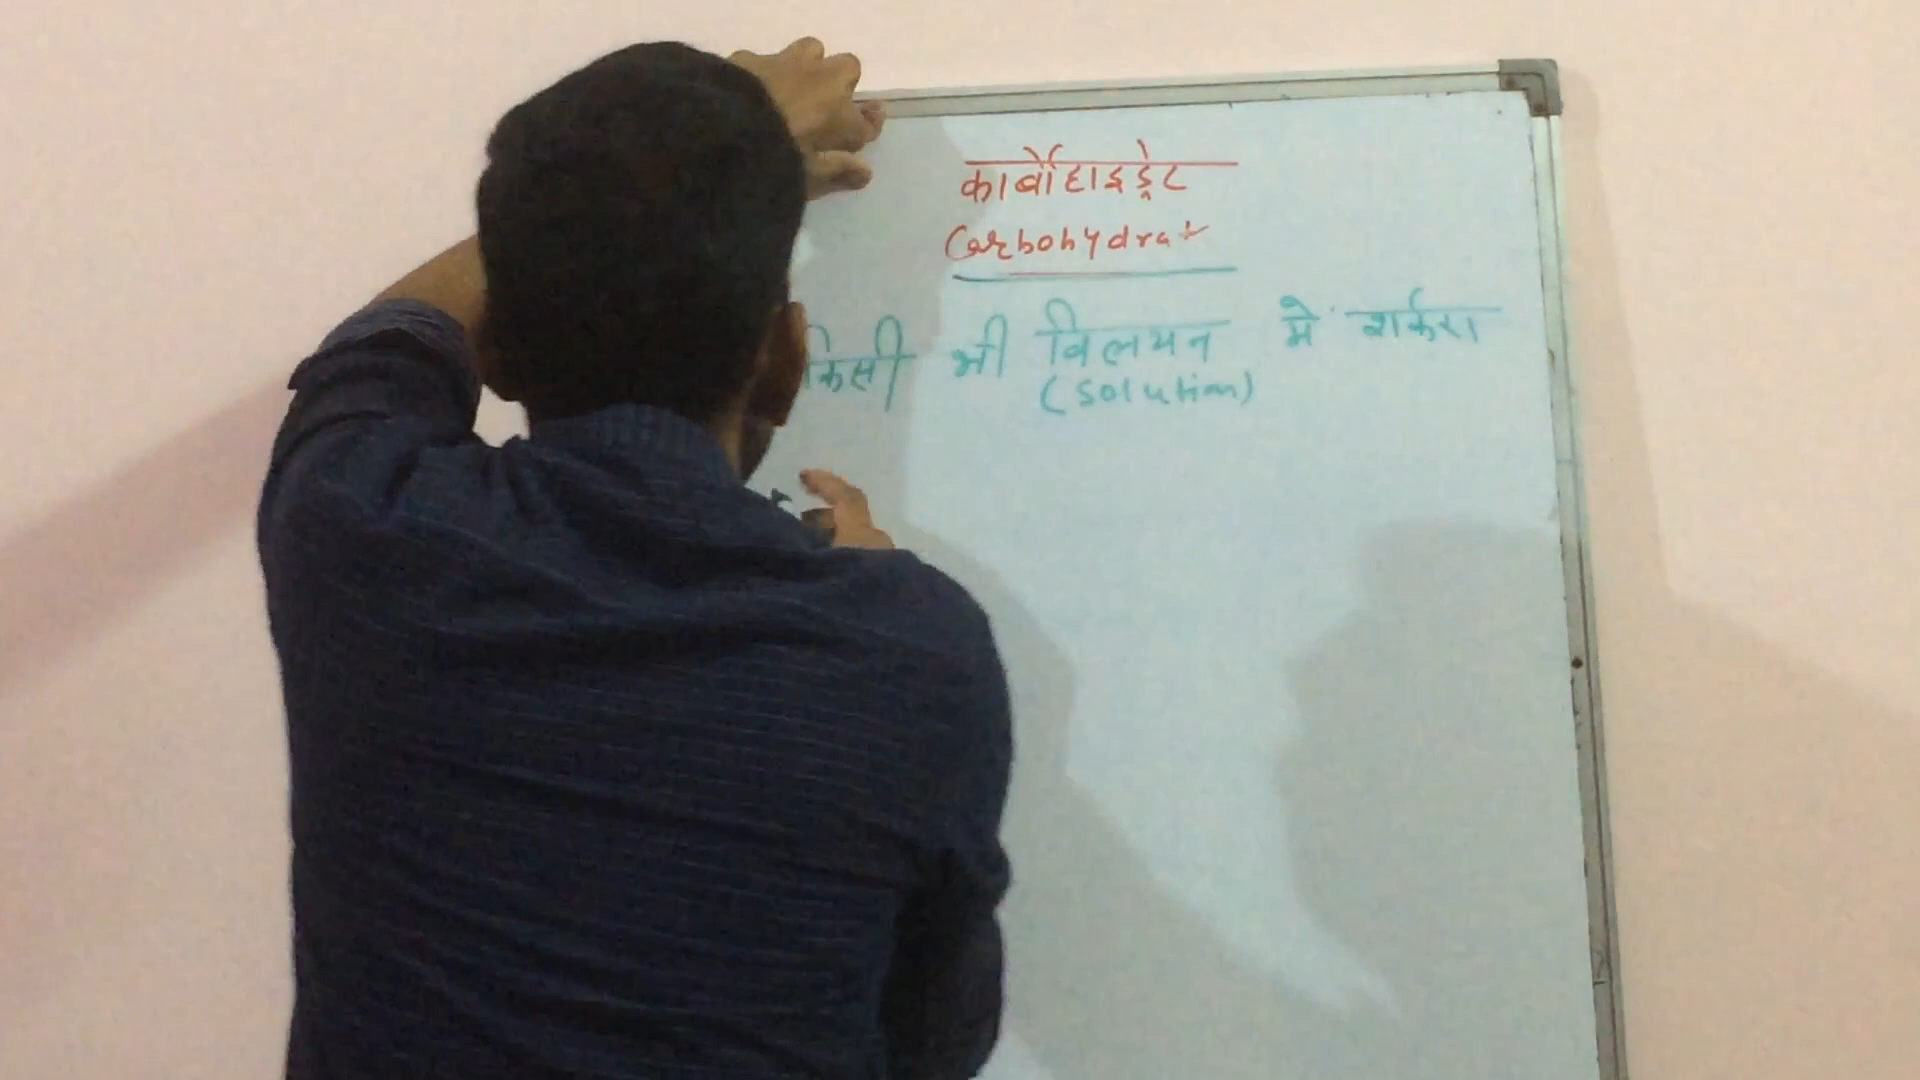 कार्बोहाइड्रेट
Carbohydrat
किसी भी विलयन में शर्करा
(Solution)